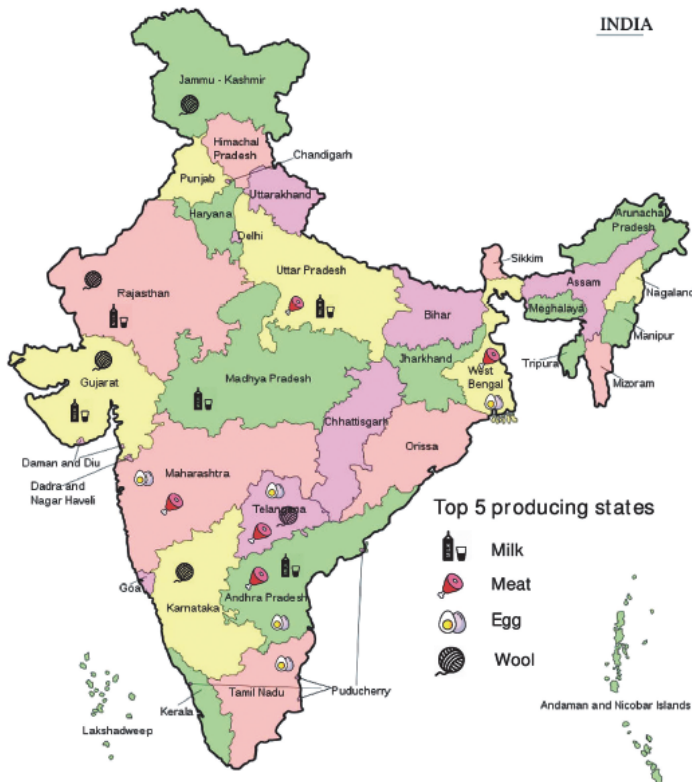 INDIA
Jammu - Kashmir
Himachal
Pradesh
Chandigarh
Punjab
Uttarakhand
Haryana
Delhi
Arunachal
Pradesh
Sikkim
Uttar Pradesh
Assam
Rajasthan
Nagaland
Meghalaya
Bihar
Manipur
Jharkhand
Tripura
West
Bengal
Gujarat
Madhya Pradesh
Mizoram
Chhattisgarh
Orissa
Daman and Diu
Maharashtra
Dadra and
Nagar Haveli
Telangana
Top 5 producing states
Milk
Meat
Egg
Wool
Goa
Andhra Pradesh
Karnataka
Tamil Nadu
Puducherry
Kerala
Lakshadweep
Andaman and Nicobar Islands